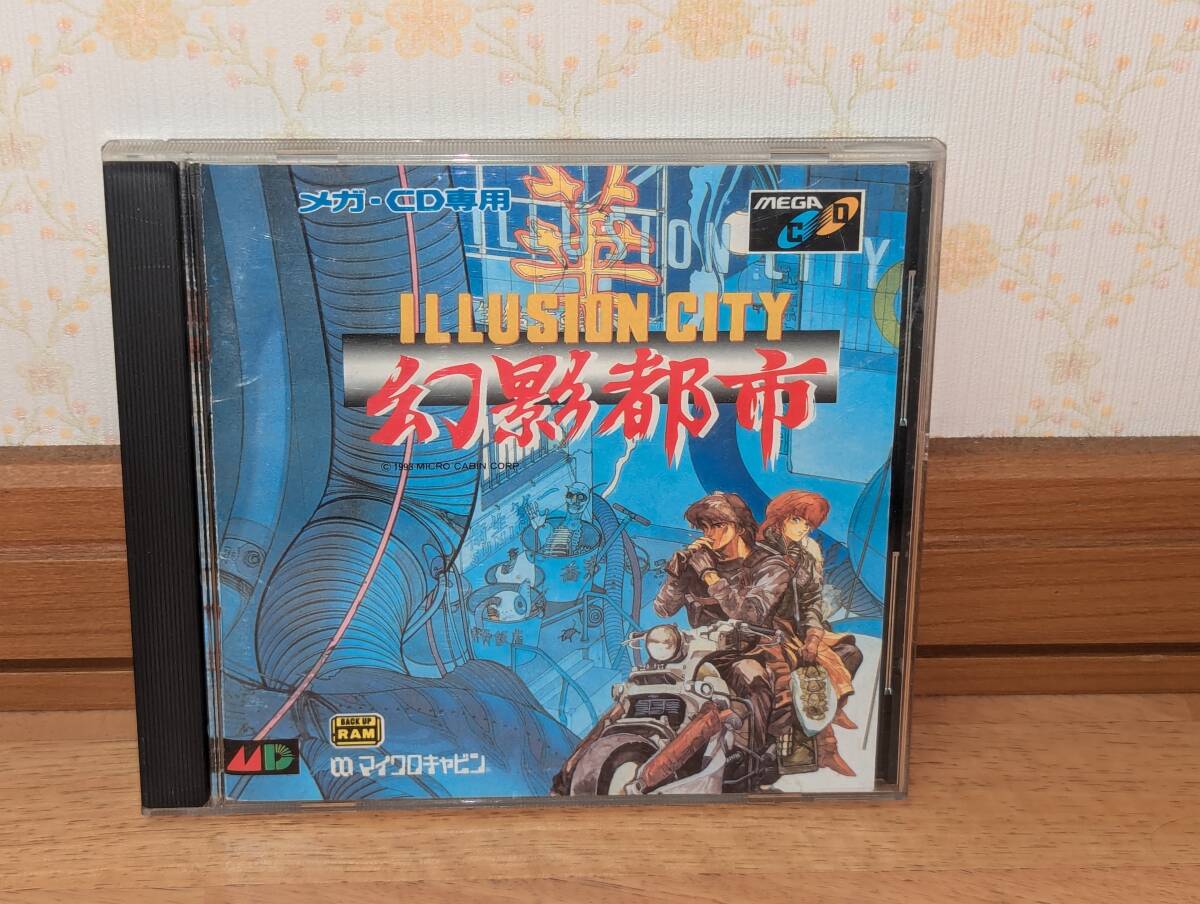 メガ-CD専用
MEGA CD
華
ILLUSION CITY
ILLUSION CITY
幻影都市
© 1993 MICRO CABIN CORP.
BACK UP
RAM
MD
マイクロキャビン